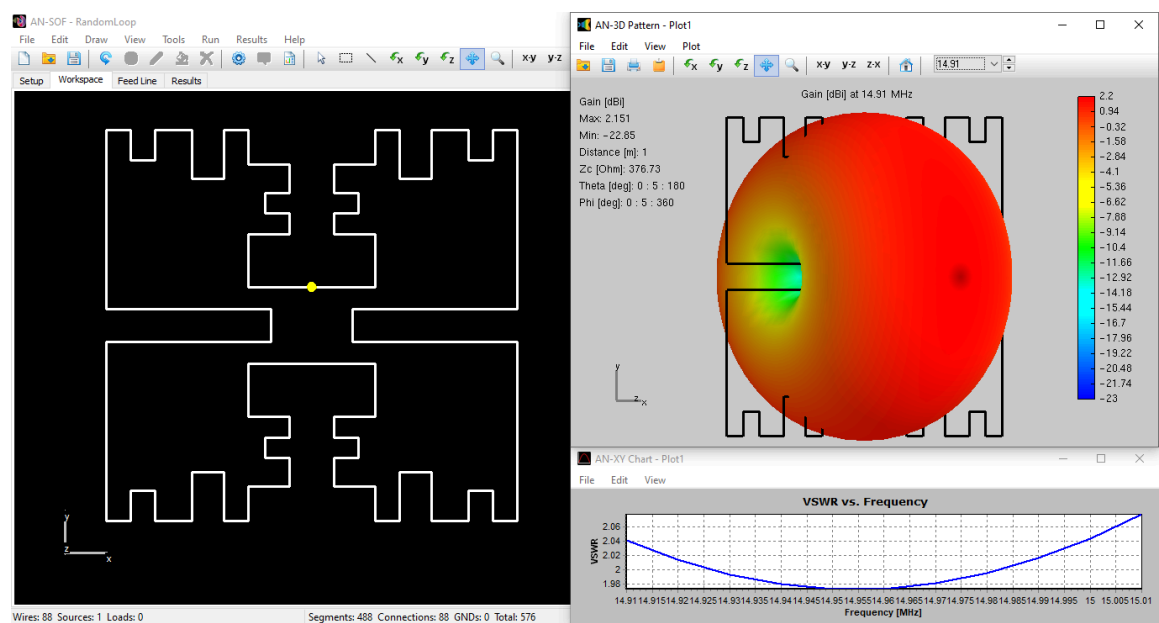 AN-SOF - RandomLoop
File Edit Draw View Tools Run Results Help
x y z x-y y-z
Setup Workspace Feed Line Results
y
z
x
Wires: 88 Sources: 1 Loads: 0
Segments: 488 Connections: 88 GNDs: 0 Total: 576
AN-3D Pattern - Plot1
File Edit View Plot
x y z x-y y-z z-x 14.91
Gain [dBi] at 14.91 MHz
Gain [dBi]
Max: 2.151
Min: -22.85
Distance [m]: 1
Zc [Ohm]: 376.73
Theta [deg]: 0 : 5 : 180
Phi [deg]: 0 : 5 : 360
2.2
0.94
-0.32
-1.58
-2.84
-4.1
-5.36
-6.62
-7.88
-9.14
-10.4
-11.66
-12.92
-14.18
-15.44
-16.7
-17.96
-19.22
-20.48
-21.74
-23
y
z x
AN-XY Chart - Plot1
File Edit View
VSWR vs. Frequency
VSWR
2.06
2.04
2.02
2
1.98
14.91 14.915 14.92 14.925 14.93 14.935 14.94 14.945 14.95 14.955 14.96 14.965 14.97 14.975 14.98 14.985 14.99 14.995 15 15.005 15.01
Frequency [MHz]